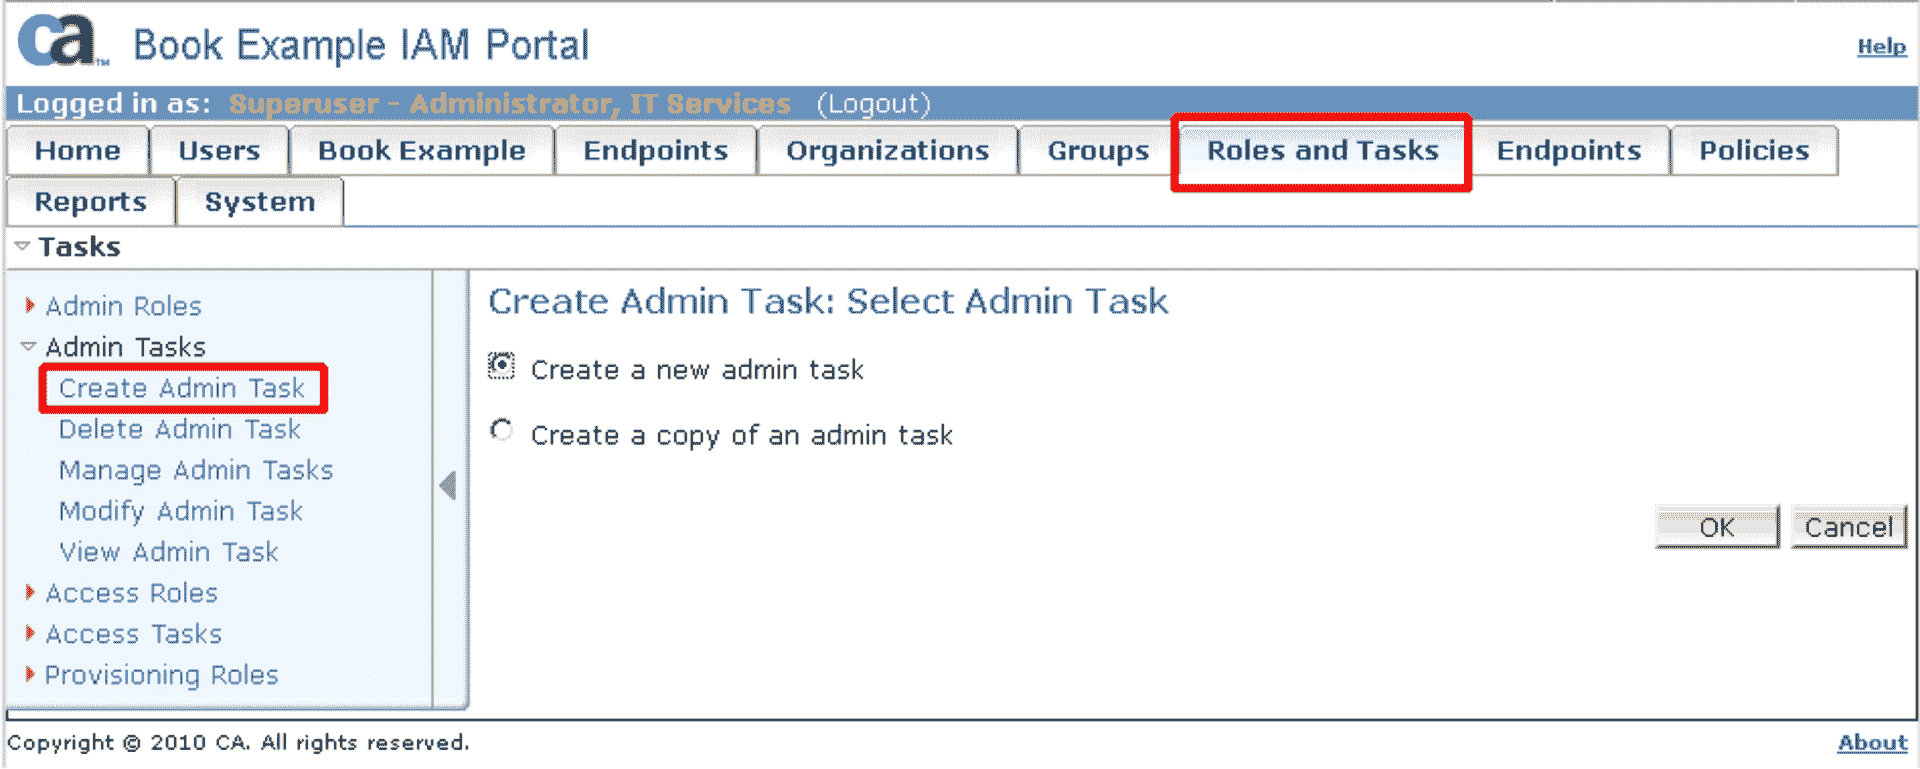 ca™ Book Example IAM Portal
Help
Logged in as: Superuser - Administrator, IT Services (Logout)
Home Users Book Example Endpoints Organizations Groups Roles and Tasks Endpoints Policies
Reports System
Tasks
Admin Roles
Admin Tasks
Create Admin Task
Delete Admin Task
Manage Admin Tasks
Modify Admin Task
View Admin Task
Access Roles
Access Tasks
Provisioning Roles
Create Admin Task: Select Admin Task
Create a new admin task
Create a copy of an admin task
OK Cancel
Copyright © 2010 CA. All rights reserved.
About